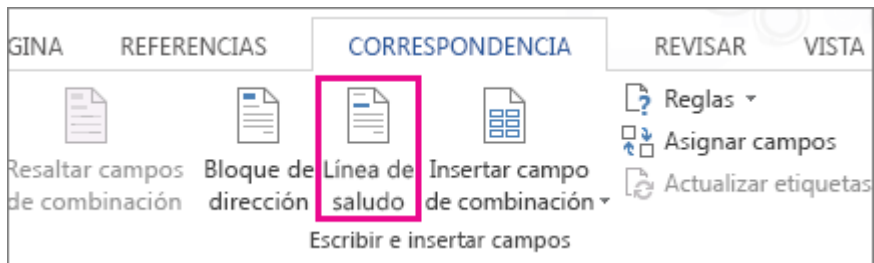 GINA REFERENCIAS CORRESPONDENCIA REVISAR VISTA
Resaltar campos
de combinación
Bloque de
dirección
Línea de
saludo
Insertar campo
de combinación
Reglas
Asignar campos
Actualizar etiquetas
Escribir e insertar campos